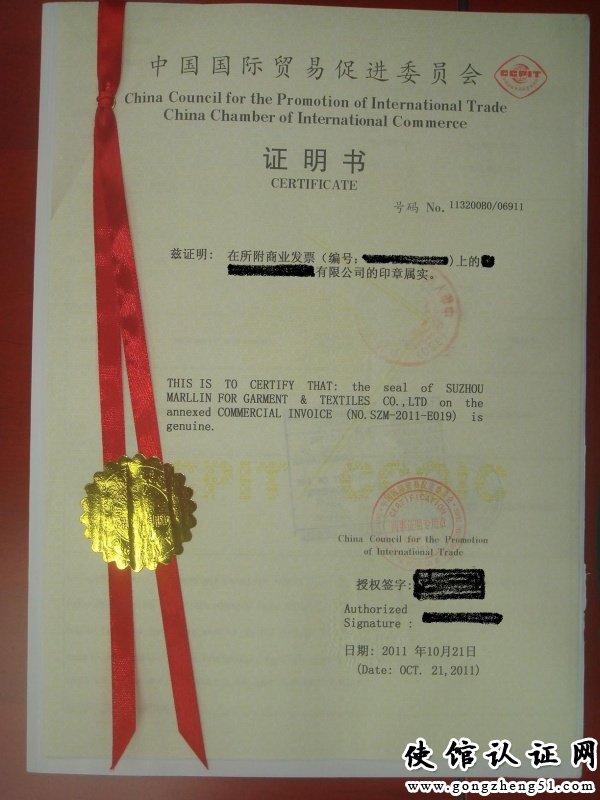 中国国际贸易促进委员会
CCPIT
China Council for the Promotion of International Trade
China Chamber of International Commerce
证明书
CERTIFICATE
号码 No. 113200B0/06911
兹证明: 在所附商业发票(编号: )上的
有限公司的印章属实。
THIS IS TO CERTIFY THAT: the seal of SUZHOU
MARLLIN FOR GARMENT & TEXTILES CO.,LTD on the
annexed COMMERCIAL INVOICE (NO.SZM-2011-E019) is
genuine.
CCPIT CCOIC
CERTIFICATION
China Council for the Promotion
of International Trade
授权签字:
Authorized
Signature :
日期: 2011 年10月21日
(Date: OCT. 21,2011)
使馆认证网
www.gongzheng51.com